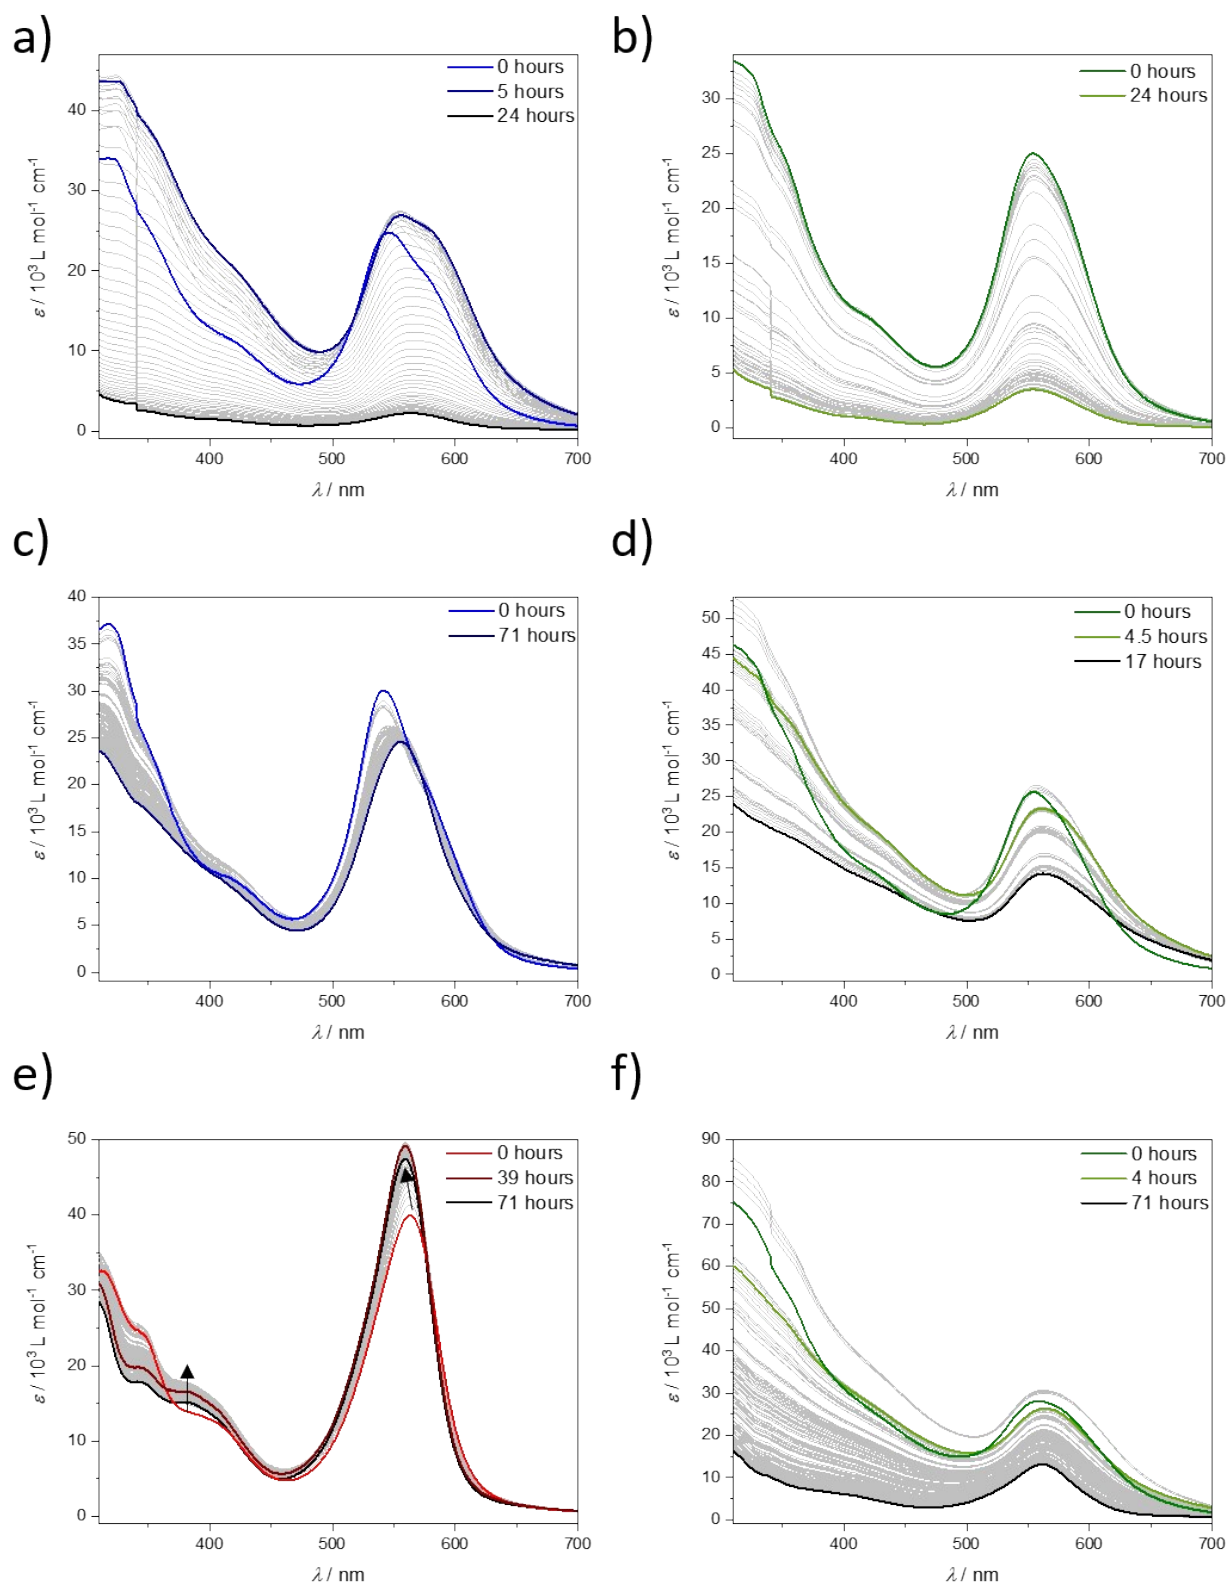 a)
0 hours
5 hours
24 hours
ε / 10³ L mol⁻¹ cm⁻¹
40
30
20
10
0
400 500 600 700
λ / nm
b)
0 hours
24 hours
ε / 10³ L mol⁻¹ cm⁻¹
30
25
20
15
10
5
0
400 500 600 700
λ / nm
c)
0 hours
71 hours
ε / 10³ L mol⁻¹ cm⁻¹
40
35
30
25
20
15
10
5
0
400 500 600 700
λ / nm
d)
0 hours
4.5 hours
17 hours
ε / 10³ L mol⁻¹ cm⁻¹
50
45
40
35
30
25
20
15
10
5
0
400 500 600 700
λ / nm
e)
0 hours
39 hours
71 hours
ε / 10³ L mol⁻¹ cm⁻¹
50
40
30
20
10
0
400 500 600 700
λ / nm
f)
0 hours
4 hours
71 hours
ε / 10³ L mol⁻¹ cm⁻¹
90
80
70
60
50
40
30
20
10
0
400 500 600 700
λ / nm